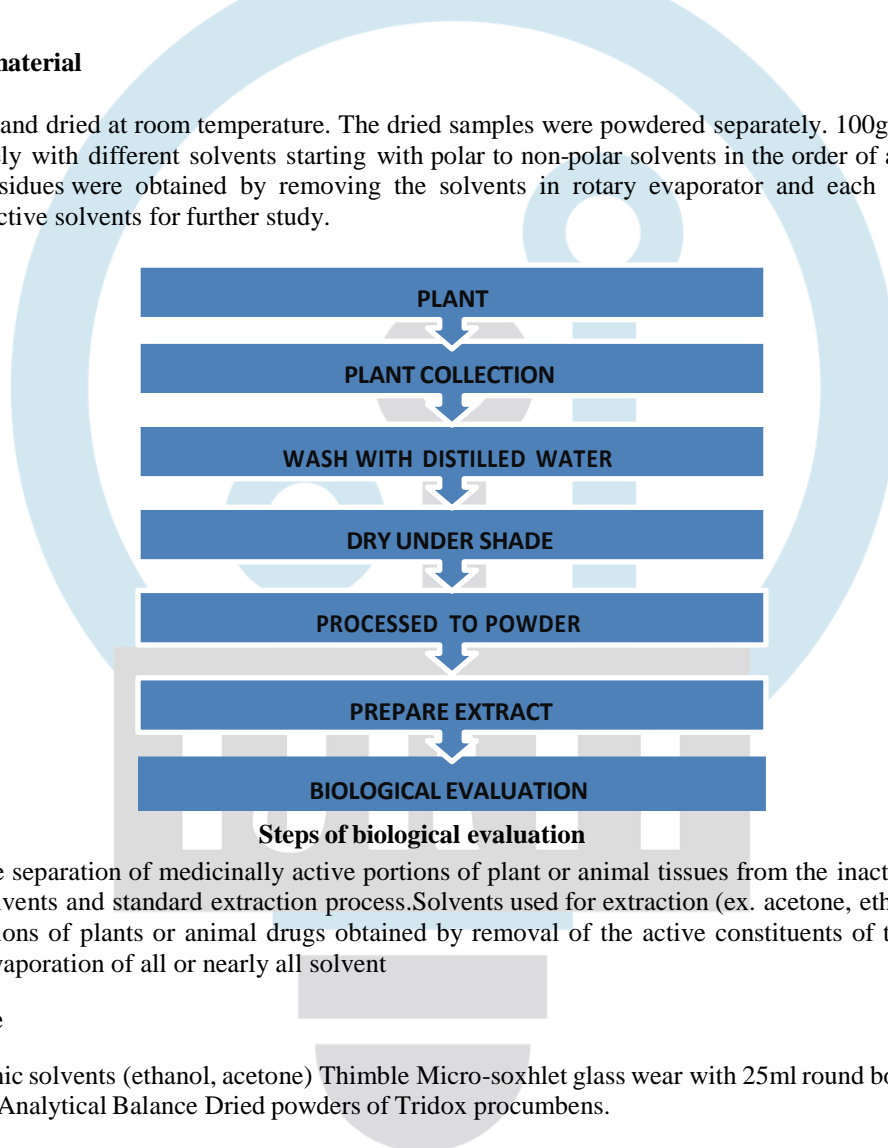 material
and dried at room temperature. The dried samples were powdered separately. 100g
ly with different solvents starting with polar to non-polar solvents in the order of
sidues were obtained by removing the solvents in rotary evaporator and each
ctive solvents for further study.
PLANT
PLANT COLLECTION
WASH WITH DISTILLED WATER
DRY UNDER SHADE
PROCESSED TO POWDER
PREPARE EXTRACT
BIOLOGICAL EVALUATION
Steps of biological evaluation
e separation of medicinally active portions of plant or animal tissues from the inact
lvents and standard extraction process.Solvents used for extraction (ex. acetone, eth
ions of plants or animal drugs obtained by removal of the active constituents of t
vaporation of all or nearly all solvent
e
nic solvents (ethanol, acetone) Thimble Micro-soxhlet glass wear with 25ml round bo
Analytical Balance Dried powders of Tridox procumbens.